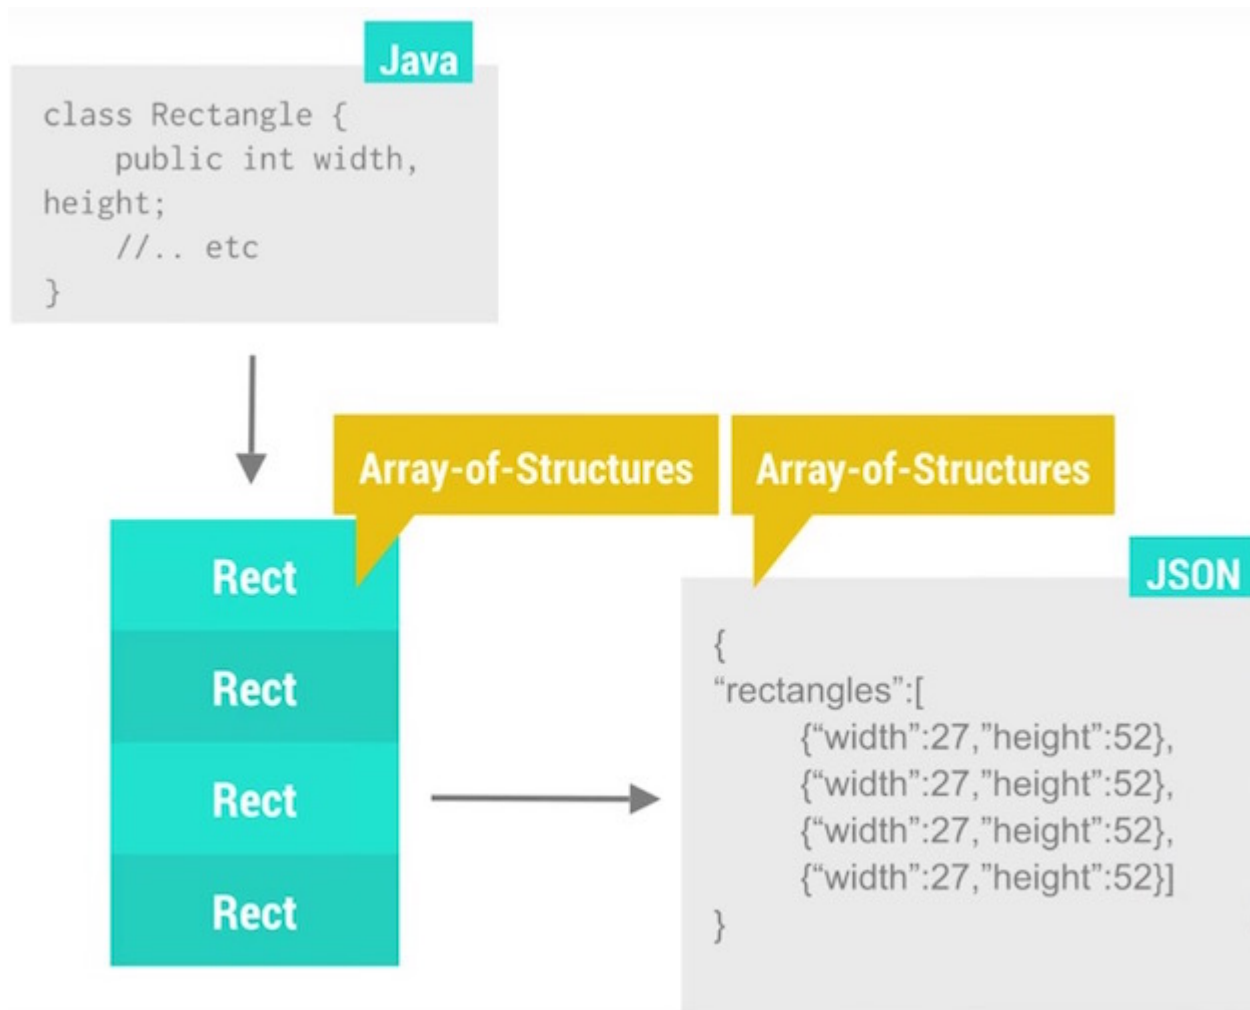 Java
class Rectangle {
    public int width,
height;
    //.. etc
}
Array-of-Structures
Array-of-Structures
Rect
Rect
Rect
Rect
JSON
{
“rectangles”:[
    {“width”:27,”height”:52},
    {“width”:27,”height”:52},
    {“width”:27,”height”:52},
    {“width”:27,”height”:52}]
}